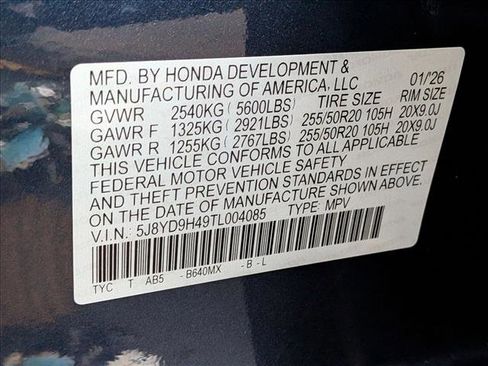 MFD. BY HONDA DEVELOPMENT &
MANUFACTURING OF AMERICA, LLC 01/'26
GVWR 2540KG (5600LBS) TIRE SIZE RIM SIZE
GAWR F 1325KG (2921LBS) 255/50R20 105H 20X9.0J
GAWR R 1255KG (2767LBS) 255/50R20 105H 20X9.0J
THIS VEHICLE CONFORMS TO ALL APPLICABLE
FEDERAL MOTOR VEHICLE SAFETY
AND THEFT PREVENTION STANDARDS IN EFFECT
ON THE DATE OF MANUFACTURE SHOWN ABOVE.
V.I.N.: 5J8YD9H49TL004085 TYPE: MPV
TYC T AB5 - B640MX - B - L